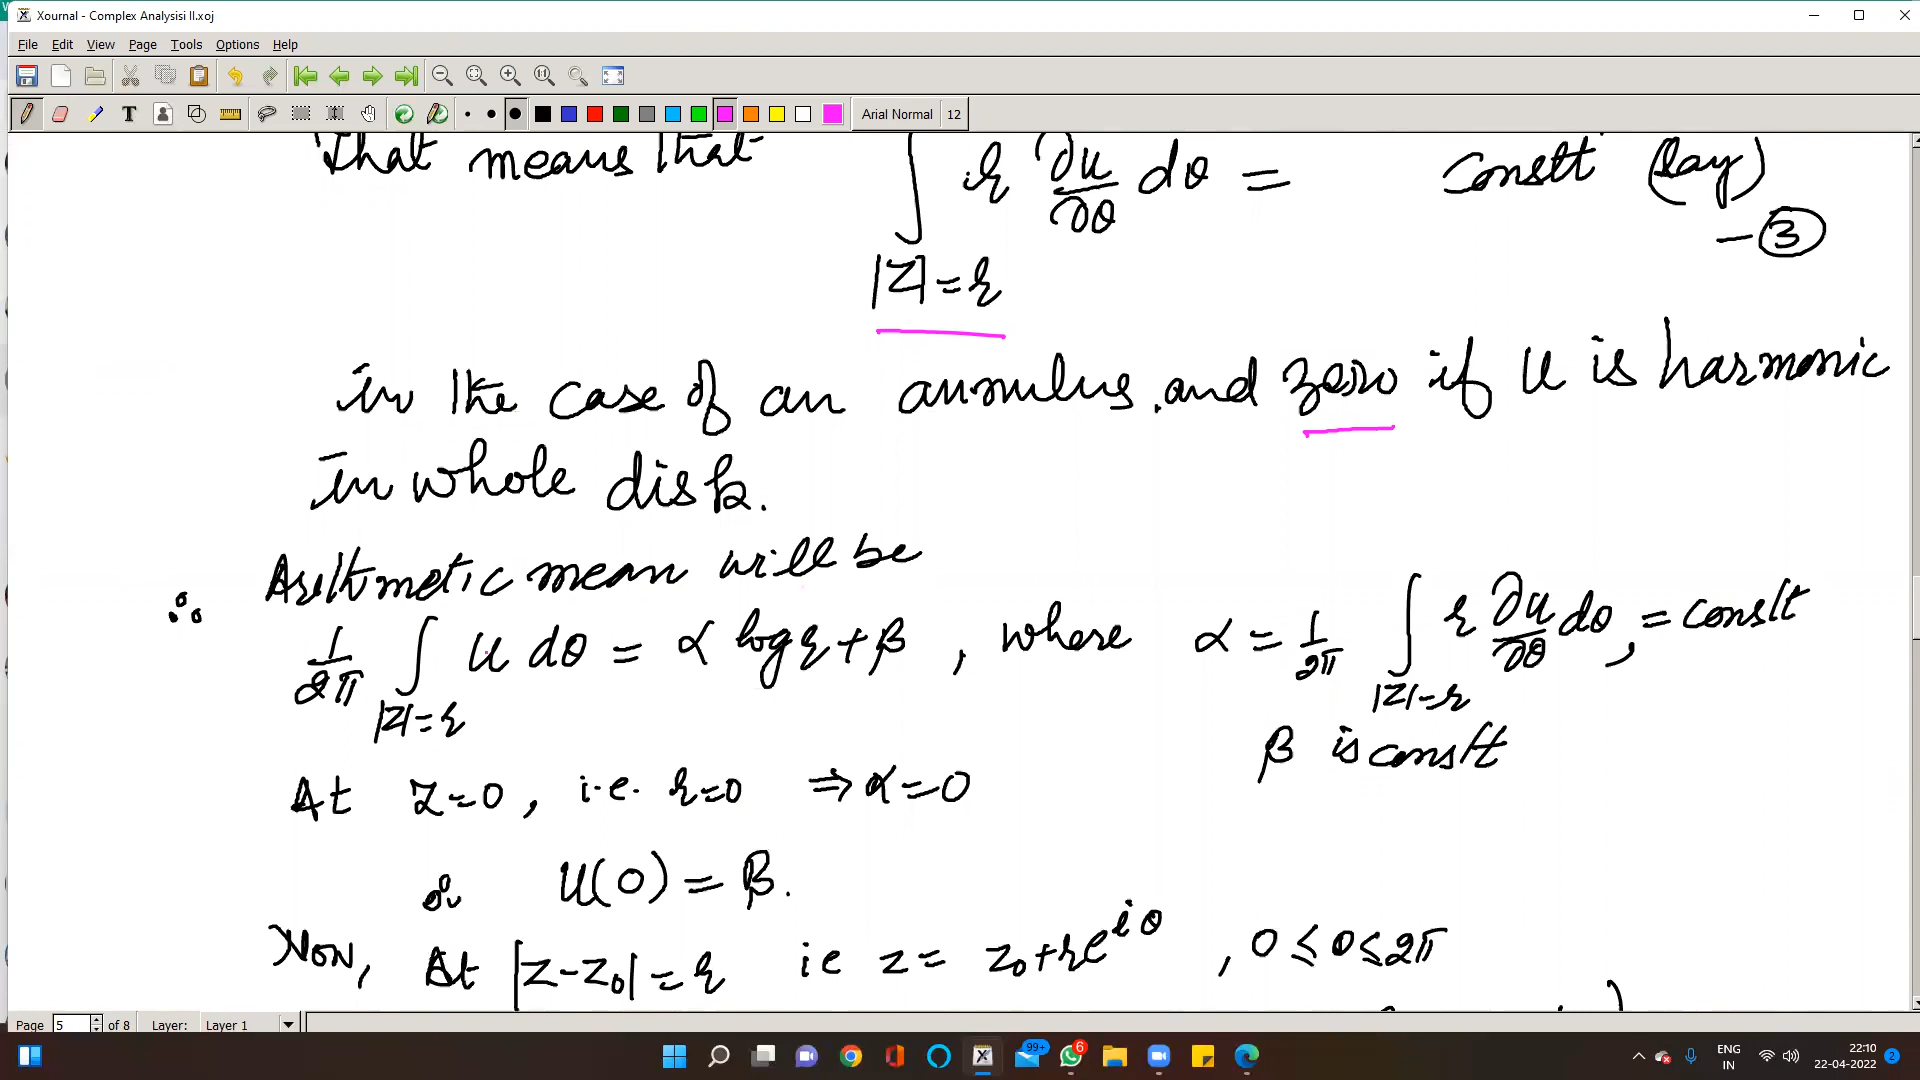 Xournal - Complex Analysisi II.xoj
File Edit View Page Tools Options Help
Arial Normal 12
That means that ∫ r ∂u/∂θ dθ = constt (say)
|z|=r
- ③
in the case of an annulus and zero if u is harmonic
in whole disk.
∴ Arithmetic mean will be
1/2π ∫ u dθ = α log r + β , where α = 1/2π ∫ r ∂u/∂θ dθ, = constt
|z|=r |z|=r
β is constt
At z=0, i.e. r=0 ⇒ α=0
or u(0) = β.
Now, At |z-z₀| = r ie z = z₀+re^{iθ} , 0 ≤ θ ≤ 2π
Page 5 of 8 Layer: Layer 1
99+ 6
ENG
IN
22:10
22-04-2022
2